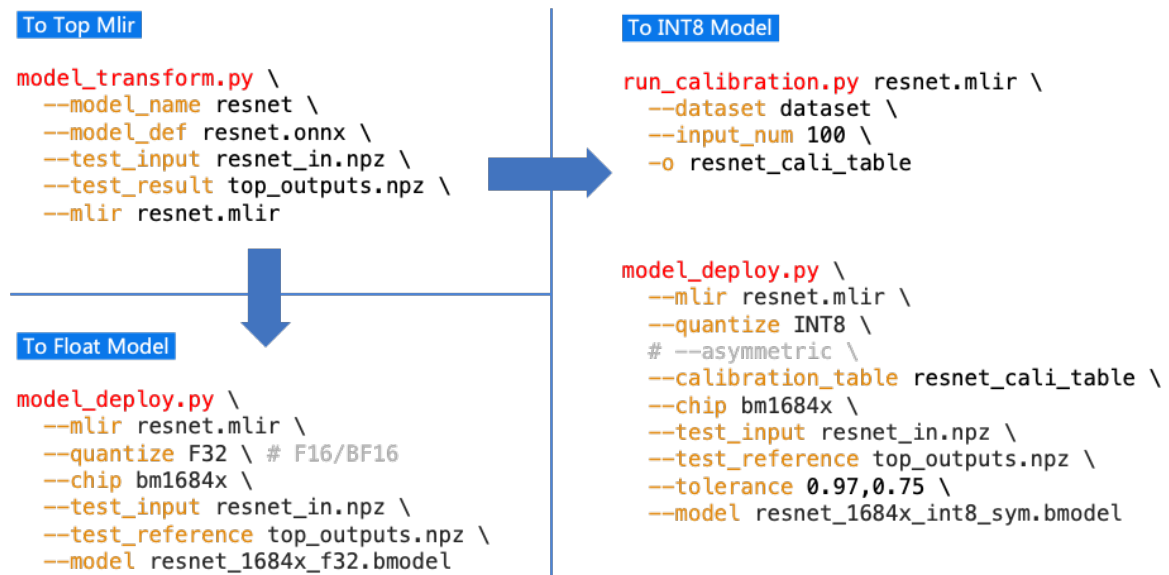 To Top Mlir
model_transform.py \
--model_name resnet \
--model_def resnet.onnx \
--test_input resnet_in.npz \
--test_result top_outputs.npz \
--mlir resnet.mlir
To Float Model
model_deploy.py \
--mlir resnet.mlir \
--quantize F32 \ # F16/BF16
--chip bm1684x \
--test_input resnet_in.npz \
--test_reference top_outputs.npz \
--model resnet_1684x_f32.bmodel
To INT8 Model
run_calibration.py resnet.mlir \
--dataset dataset \
--input_num 100 \
-o resnet_cali_table
model_deploy.py \
--mlir resnet.mlir \
--quantize INT8 \
# --asymmetric \
--calibration_table resnet_cali_table \
--chip bm1684x \
--test_input resnet_in.npz \
--test_reference top_outputs.npz \
--tolerance 0.97,0.75 \
--model resnet_1684x_int8_sym.bmodel